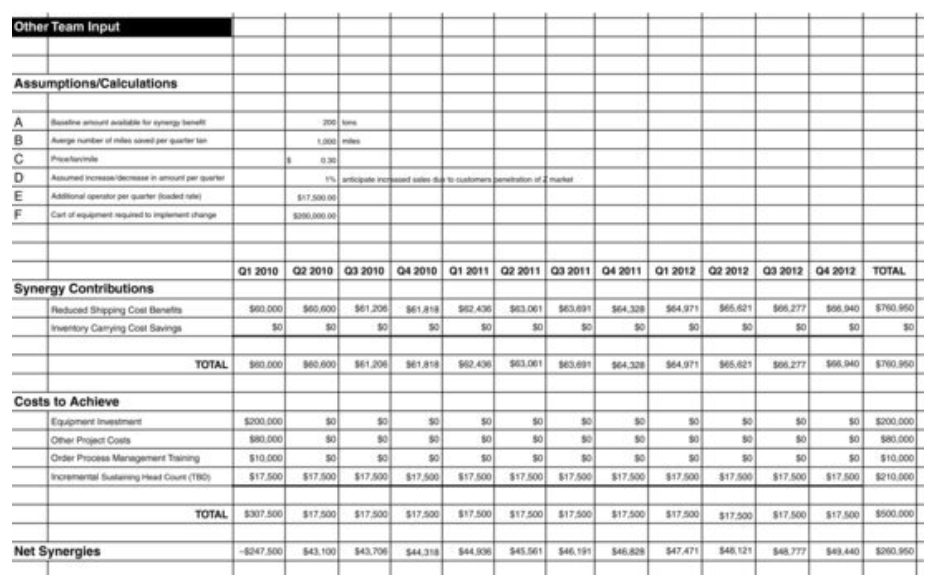 Other Team Input
Assumptions/Calculations
A Baseline amount available for synergy benefit 200 tons
B Averge number of miles saved per quarter tan 1,000 miles
C Price/tan/mile $ 0.30
D Assumed increase/decrease in amount per quarter 1% anticipate increased sales due to customers penetration of Z market
E Additional operator per quarter (loaded rate) $17,500.00
F Cart of equipment required to implement change $200,000.00
Q1 2010 Q2 2010 Q3 2010 Q4 2010 Q1 2011 Q2 2011 Q3 2011 Q4 2011 Q1 2012 Q2 2012 Q3 2012 Q4 2012 TOTAL
Synergy Contributions
Reduced Shipping Cost Benefits $60,000 $60,600 $61,206 $61,818 $62,436 $63,061 $63,691 $64,328 $64,971 $65,621 $66,277 $66,940 $760,950
Inventory Carrying Cost Savings $0 $0 $0 $0 $0 $0 $0 $0 $0 $0 $0 $0 $0
TOTAL $60,000 $60,600 $61,206 $61,818 $62,436 $63,061 $63,691 $64,328 $64,971 $65,621 $66,277 $66,940 $760,950
Costs to Achieve
Equipment Investment $200,000 $0 $0 $0 $0 $0 $0 $0 $0 $0 $0 $0 $200,000
Other Project Costs $80,000 $0 $0 $0 $0 $0 $0 $0 $0 $0 $0 $0 $80,000
Order Process Management Training $10,000 $0 $0 $0 $0 $0 $0 $0 $0 $0 $0 $0 $10,000
Incremental Sustaining Head Count (TBD) $17,500 $17,500 $17,500 $17,500 $17,500 $17,500 $17,500 $17,500 $17,500 $17,500 $17,500 $17,500 $210,000
TOTAL $307,500 $17,500 $17,500 $17,500 $17,500 $17,500 $17,500 $17,500 $17,500 $17,500 $17,500 $17,500 $500,000
Net Synergies -$247,500 $43,100 $43,706 $44,318 $44,936 $45,561 $46,191 $46,828 $47,471 $48,121 $48,777 $49,440 $260,950